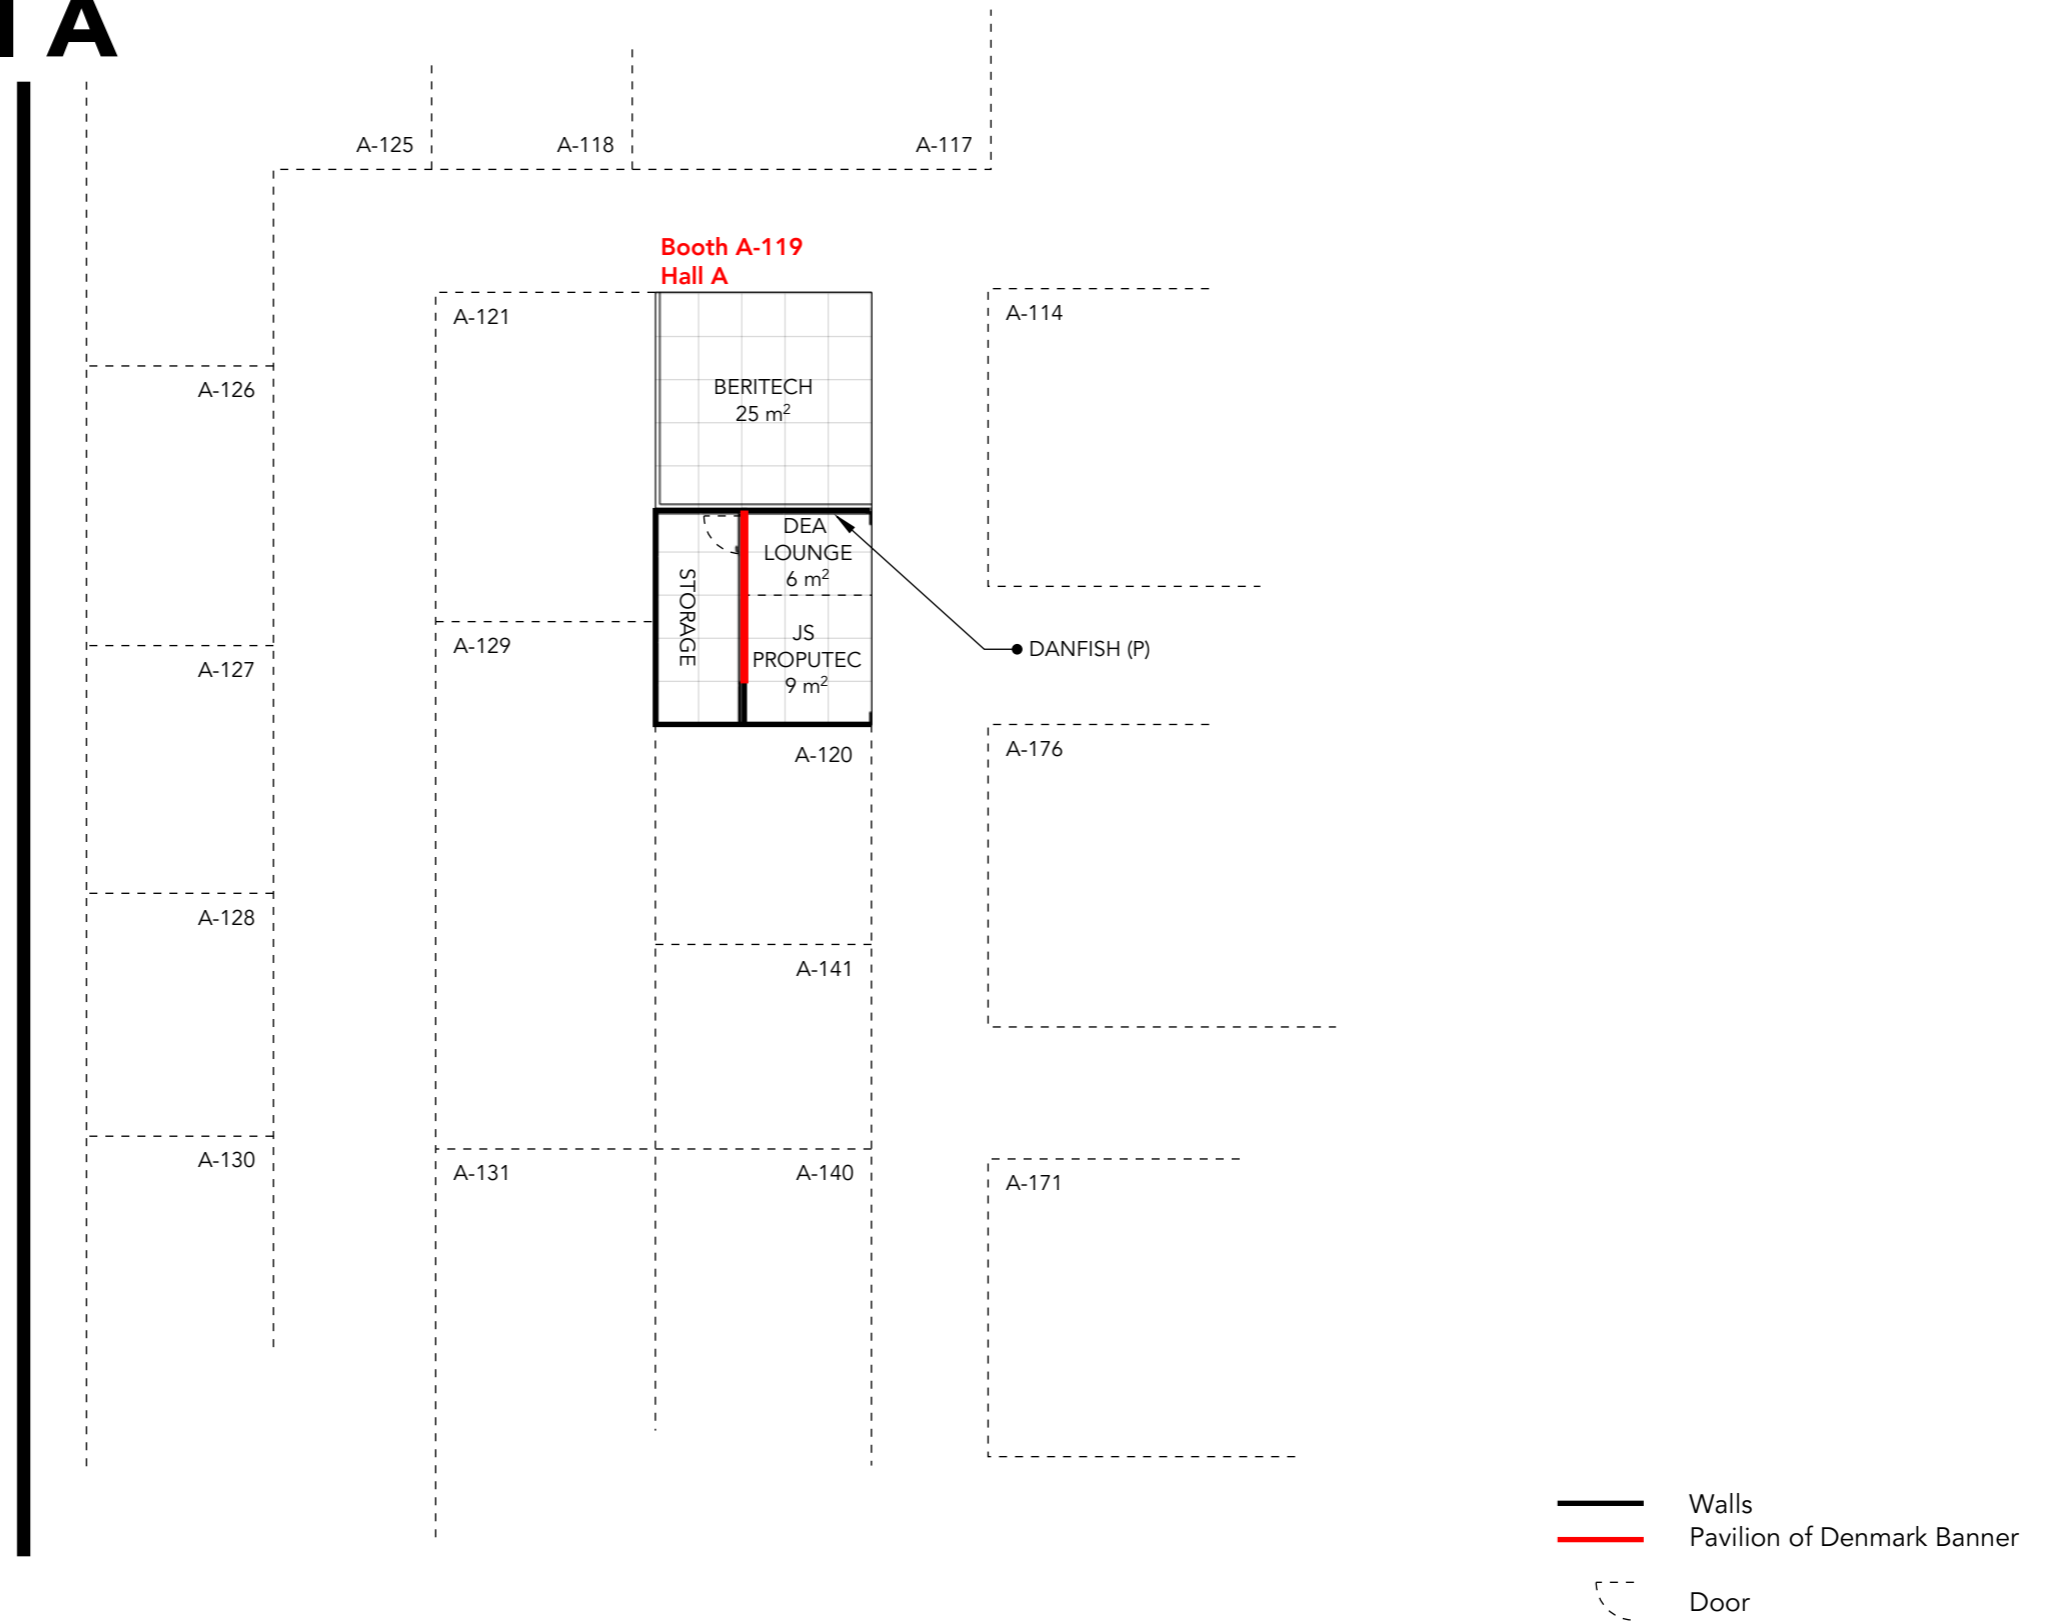 A
A-125
A-118
A-117
Booth A-119
Hall A
A-121
A-114
A-126
BERITECH
25 m²
DEA
LOUNGE
6 m²
STORAGE
JS
PROPUTEC
9 m²
A-129
DANFISH (P)
A-127
A-120
A-176
A-128
A-141
A-130
A-131
A-140
A-171
Walls
Pavilion of Denmark Banner
Door